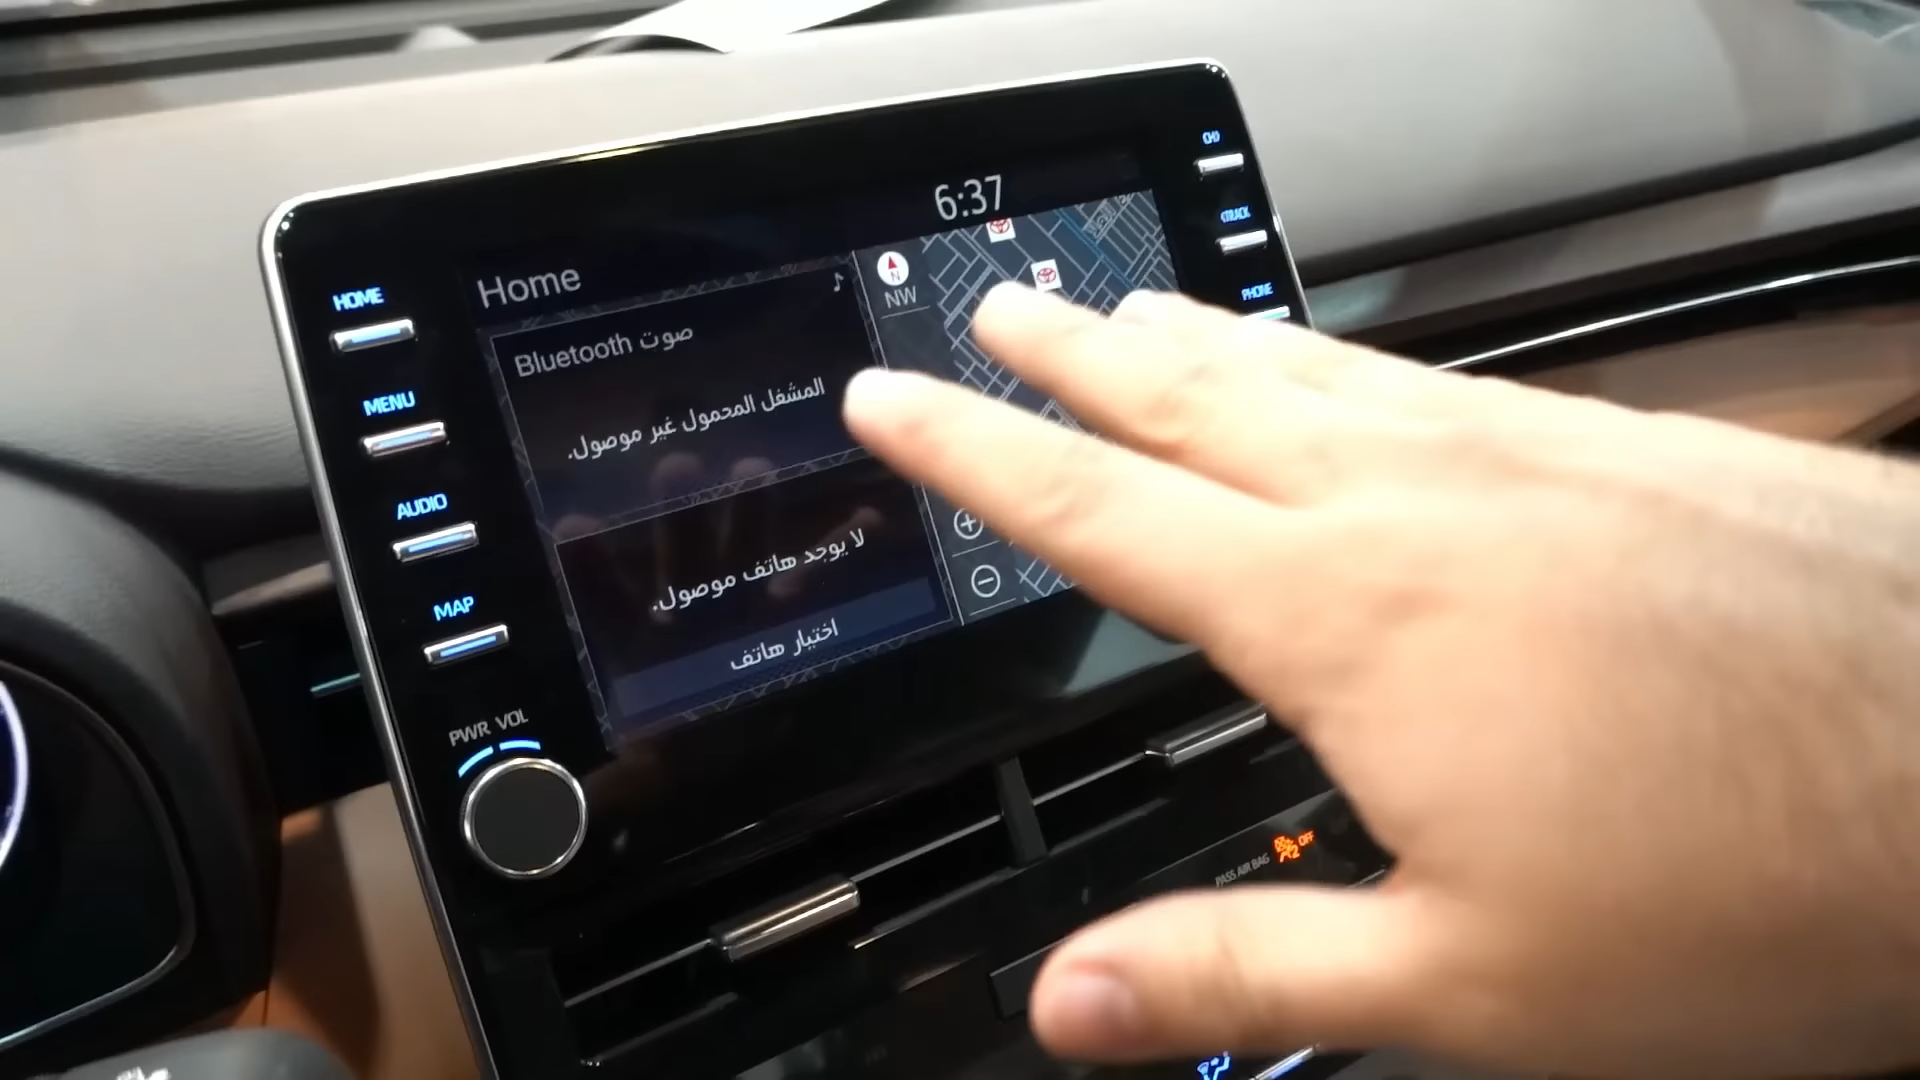 6:37
Home
HOME
MENU
AUDIO
MAP
PWR VOL
صوت Bluetooth
المشغل المحمول غير موصول.
لا يوجد هاتف موصول.
اختيار هاتف
N
NW
CH
TRACK
PHONE
PASS AIR BAG
OFF
2